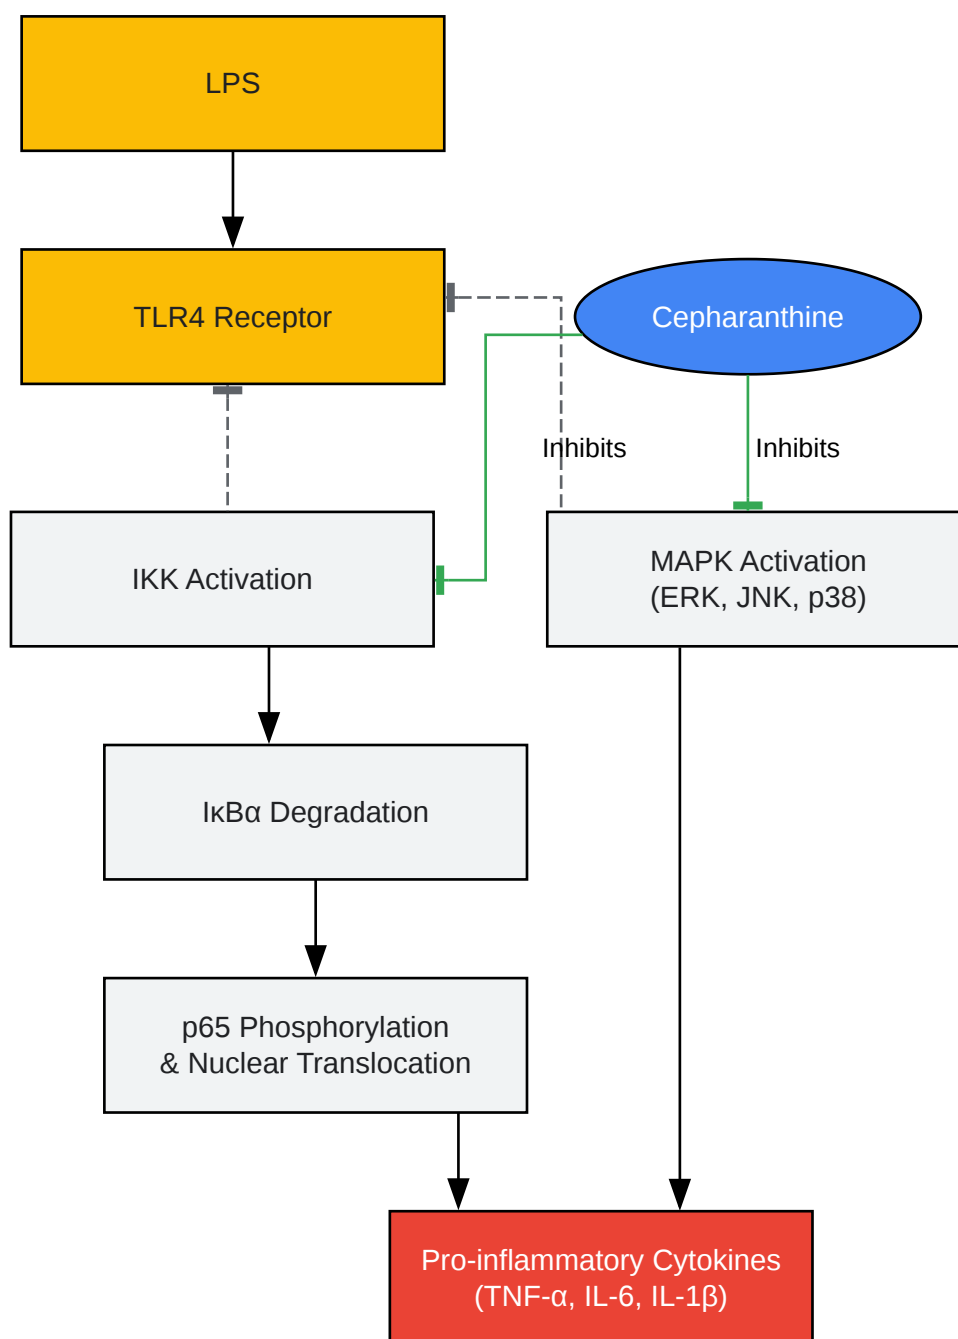 LPS
TLR4 Receptor
Cepharanthine
Inhibits
Inhibits
IKK Activation
MAPK Activation
(ERK, JNK, p38)
IκBα Degradation
p65 Phosphorylation
& Nuclear Translocation
Pro-inflammatory Cytokines
(TNF-α, IL-6, IL-1β)